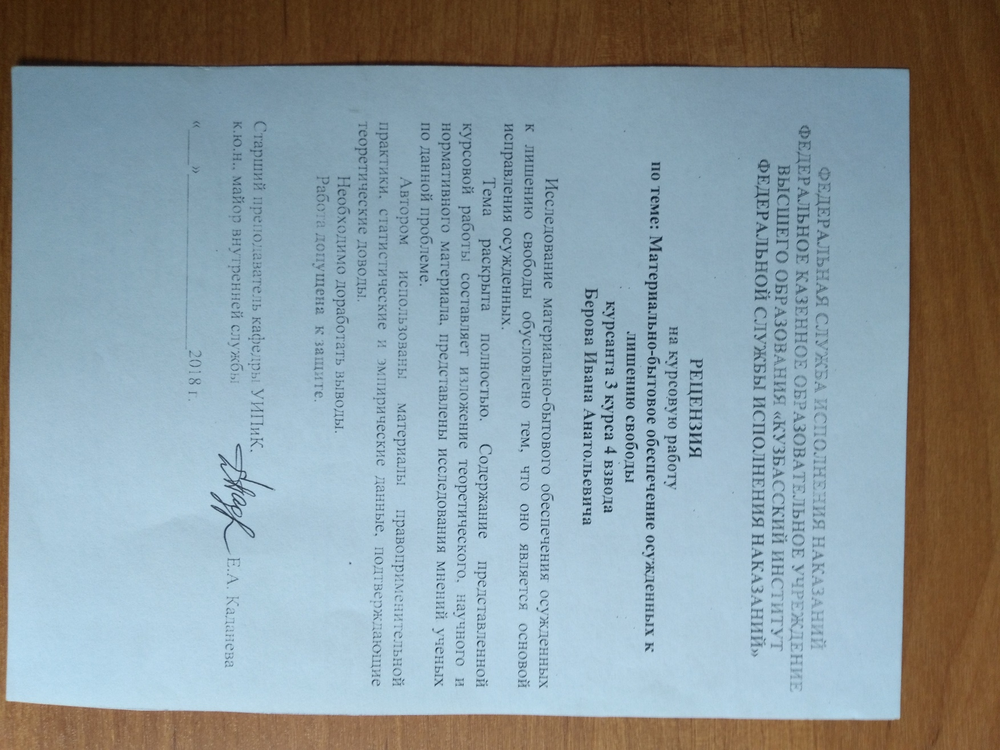 ФЕДЕРАЛЬНАЯ СЛУЖБА ИСПОЛНЕНИЯ НАКАЗАНИЙ
ФЕДЕРАЛЬНОЕ КАЗЕННОЕ ОБРАЗОВАТЕЛЬНОЕ УЧРЕЖДЕНИЕ
ВЫСШЕГО ОБРАЗОВАНИЯ «КУЗБАССКИЙ ИНСТИТУТ
ФЕДЕРАЛЬНОЙ СЛУЖБЫ ИСПОЛНЕНИЯ НАКАЗАНИЙ»
РЕЦЕНЗИЯ
на курсовую работу
по теме: Материально-бытовое обеспечение осужденных к
лишению свободы
курсанта 3 курса 4 взвода
Берова Ивана Анатольевича
Исследование материально-бытового обеспечения осужденных
к лишению свободы обусловлено тем, что оно является основой
исправления осужденных.
Тема раскрыта полностью. Содержание представленной
курсовой работы составляет изложение теоретического, научного и
нормативного материала, представлены исследования мнений ученых
по данной проблеме.
Автором использованы материалы правоприменительной
практики, статистические и эмпирические данные, подтверждающие
теоретические доводы.
Необходимо доработать выводы.
Работа допущена к защите.
Старший преподаватель кафедры УИПиК,
к.ю.н., майор внутренней службы Е.А. Каданева
«____»____________________2018 г.